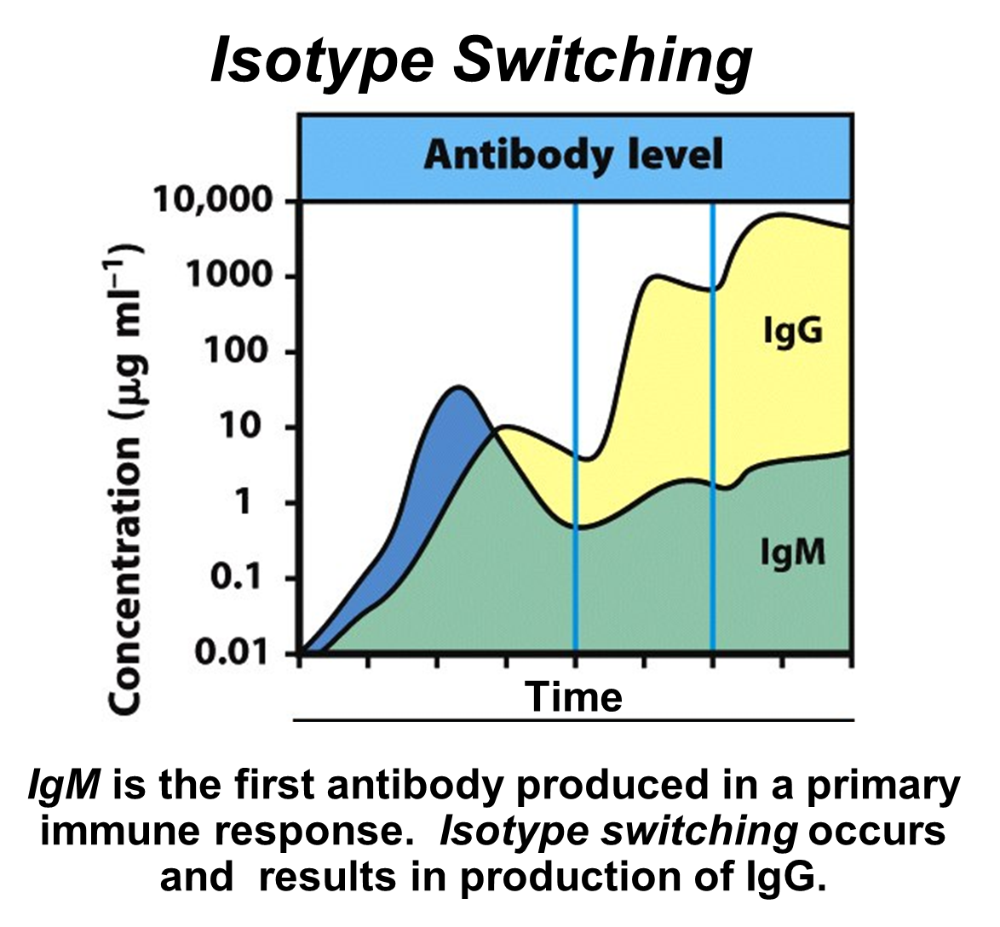 Isotype Switching
Antibody level
10,000
1000
100
10
1
0.1
0.01
Concentration (µg ml⁻¹)
IgG
IgM
Time
IgM is the first antibody produced in a primary
immune response.  Isotype switching occurs
and  results in production of IgG.